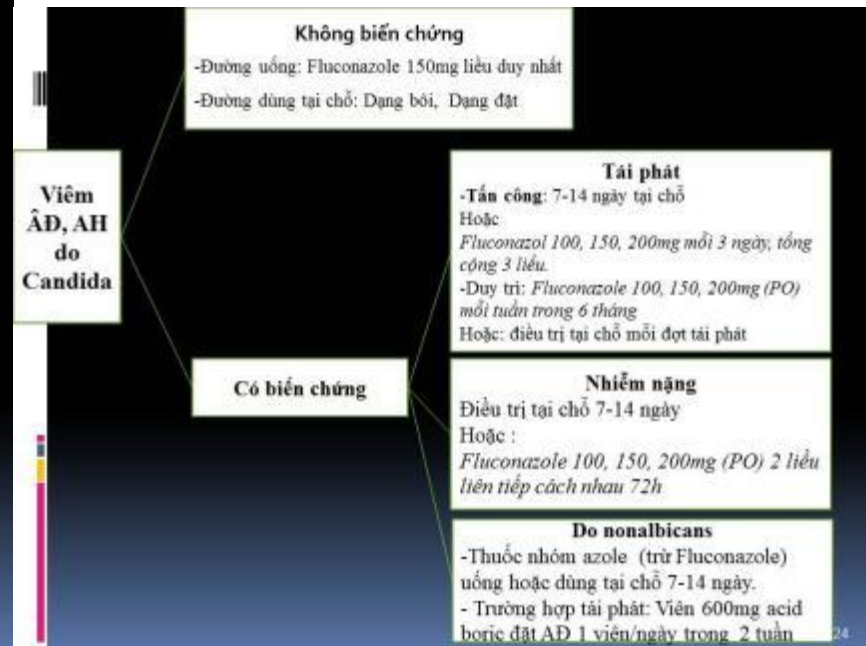 Không biến chứng
-Đường uống: Fluconazole 150mg liều duy nhất
-Đường dùng tại chỗ: Dạng bôi, Dạng đặt
Viêm
ÂĐ, AH
do
Candida
Có biến chứng
Tái phát
-Tấn công: 7-14 ngày tại chỗ
Hoặc
Fluconazol 100, 150, 200mg mỗi 3 ngày, tổng
cộng 3 liều.
-Duy trì: Fluconazole 100, 150, 200mg (PO)
mỗi tuần trong 6 tháng
Hoặc: điều trị tại chỗ mỗi đợt tái phát
Nhiễm nặng
Điều trị tại chỗ 7-14 ngày
Hoặc :
Fluconazole 100, 150, 200mg (PO) 2 liều
liên tiếp cách nhau 72h
Do nonalbicans
-Thuốc nhóm azole (trừ Fluconazole)
uống hoặc dùng tại chỗ 7-14 ngày.
- Trường hợp tái phát: Viên 600mg acid
boric đặt AĐ 1 viên/ngày trong 2 tuần
24